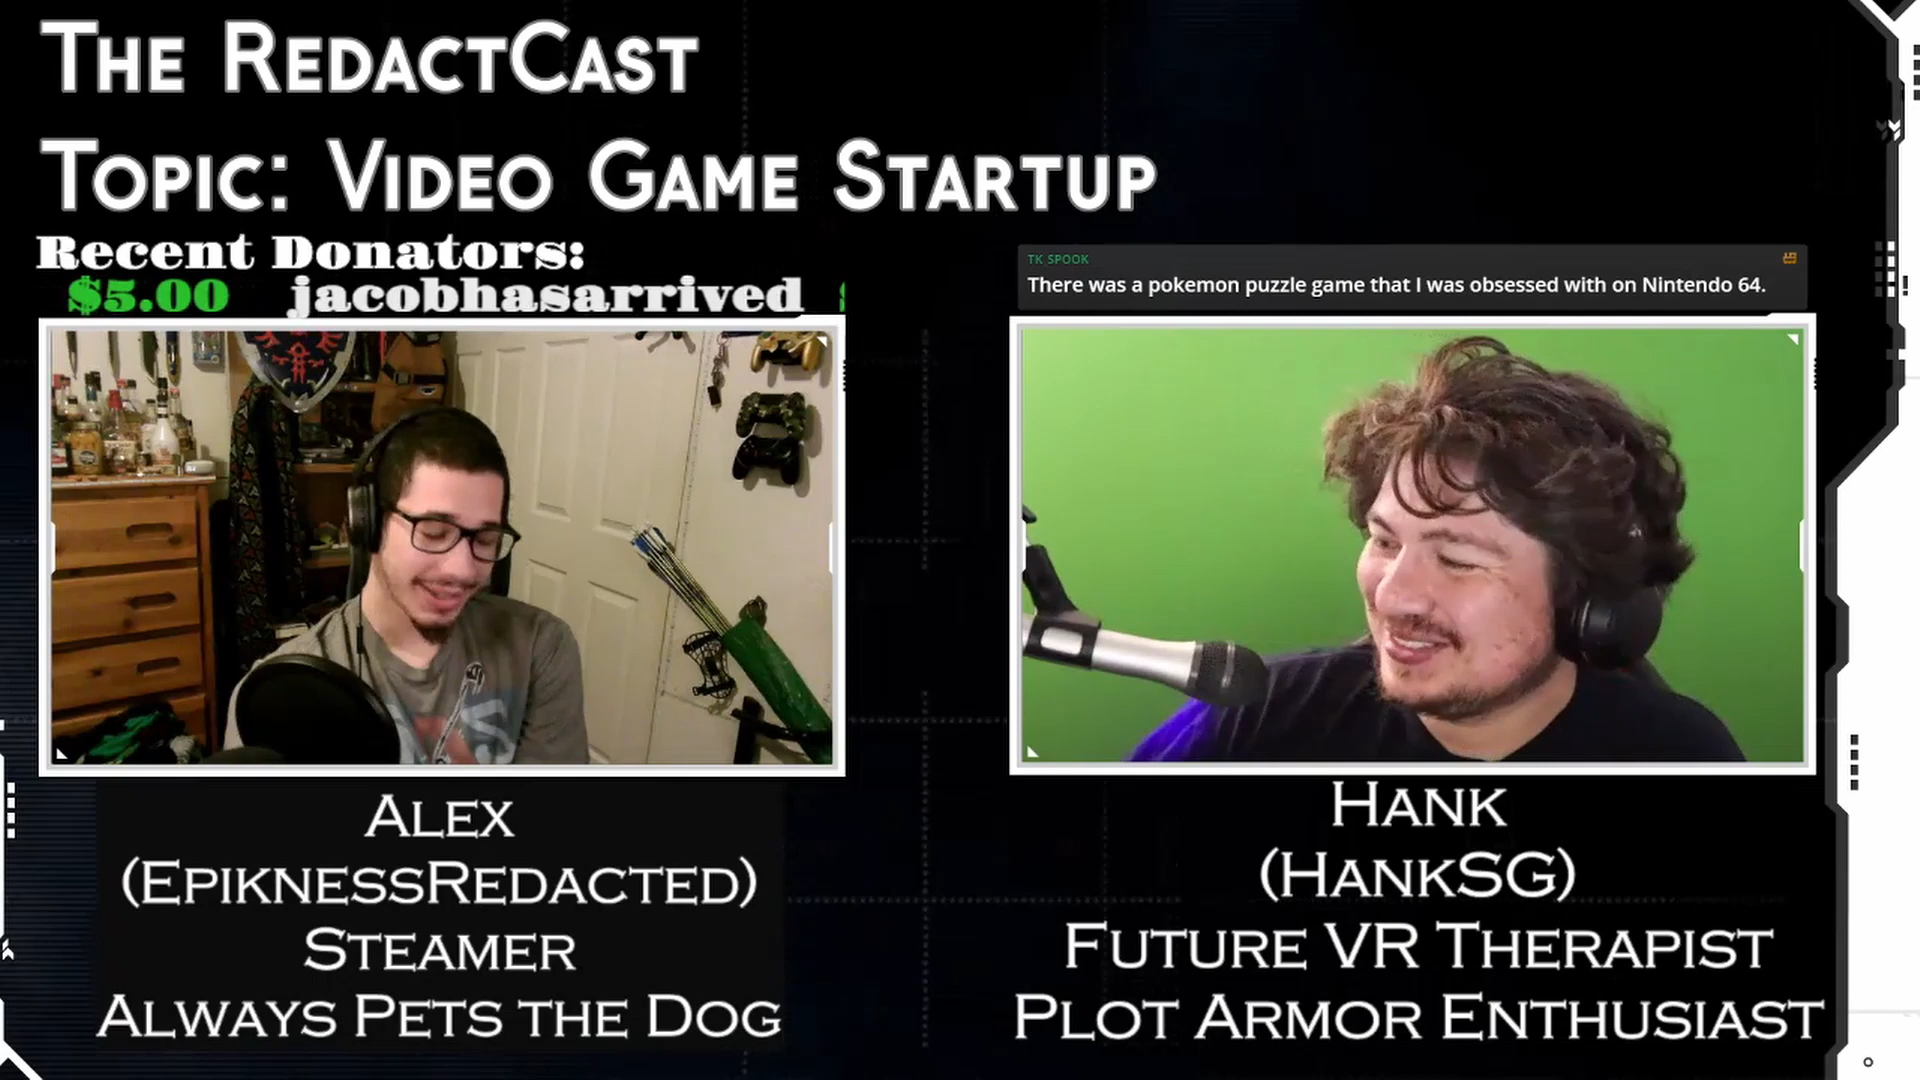 The RedactCast
Topic: Video Game Startup
Recent Donators:
$5.00 jacobhasarrived
TK SPOOK
There was a pokemon puzzle game that I was obsessed with on Nintendo 64.
Alex
(EpiknessRedacted)
Steamer
Always Pets the Dog
Hank
(HankSG)
Future VR Therapist
Plot Armor Enthusiast